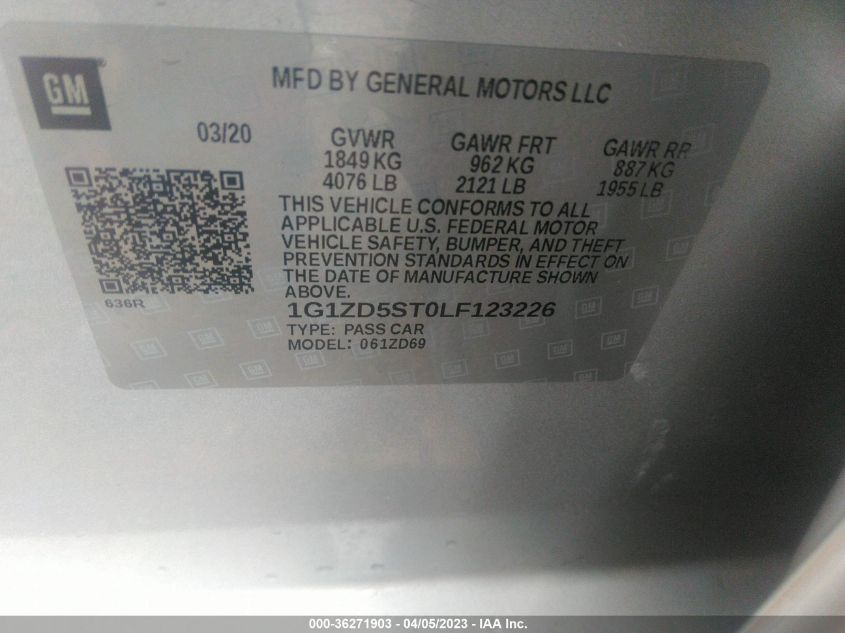 GM
MFD BY GENERAL MOTORS LLC
03/20
GVWR
1849 KG
4076 LB
GAWR FRT
962 KG
2121 LB
GAWR RR
887 KG
1955 LB
THIS VEHICLE CONFORMS TO ALL
APPLICABLE U.S. FEDERAL MOTOR
VEHICLE SAFETY, BUMPER, AND THEFT
PREVENTION STANDARDS IN EFFECT ON
THE DATE OF MANUFACTURE SHOWN
ABOVE.
636R
1G1ZD5ST0LF123226
TYPE: PASS CAR
MODEL: 061ZD69
000-36271903 - 04/05/2023 - IAA Inc.